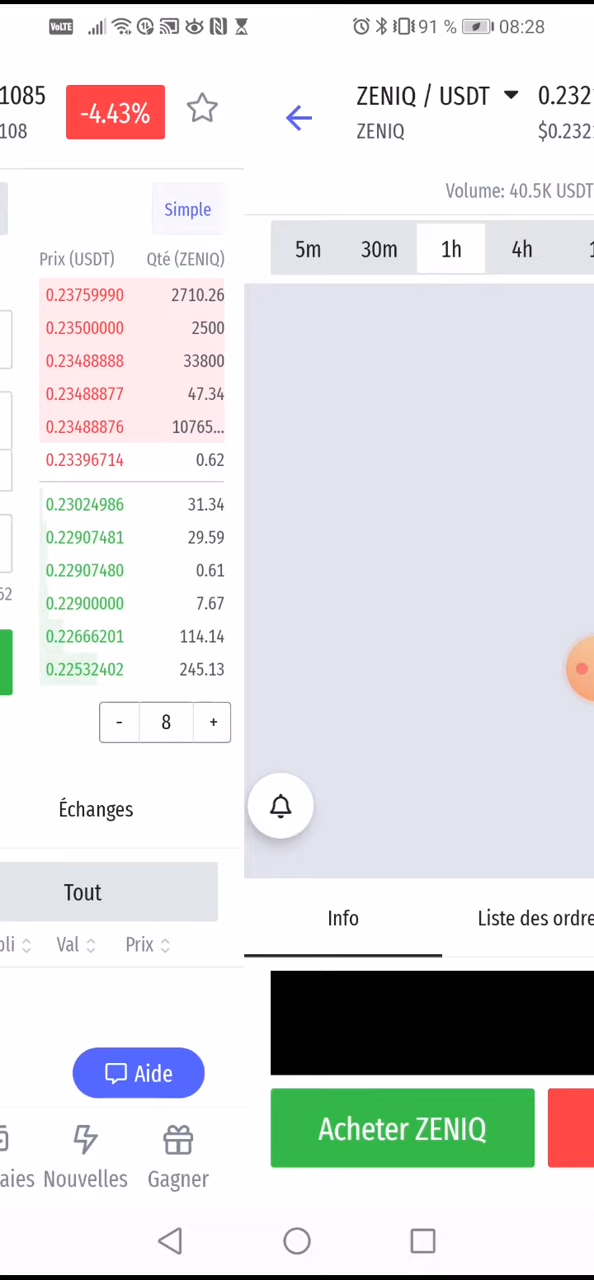 VoLTE 91 % 08:28
1085 -4.43%
108
Simple
Prix (USDT) Qté (ZENIQ)
0.23759990 2710.26
0.23500000 2500
0.23488888 33800
0.23488877 47.34
0.23488876 10765...
0.23396714 0.62
0.23024986 31.34
0.22907481 29.59
0.22907480 0.61
0.22900000 7.67
0.22666201 114.14
0.22532402 245.13
- 8 +
Échanges
Tout
Val Prix
Aide
Nouvelles Gagner
ZENIQ / USDT 0.232
ZENIQ $0.232
Volume: 40.5K USDT
5m 30m 1h 4h
Info Liste des ordre
Acheter ZENIQ